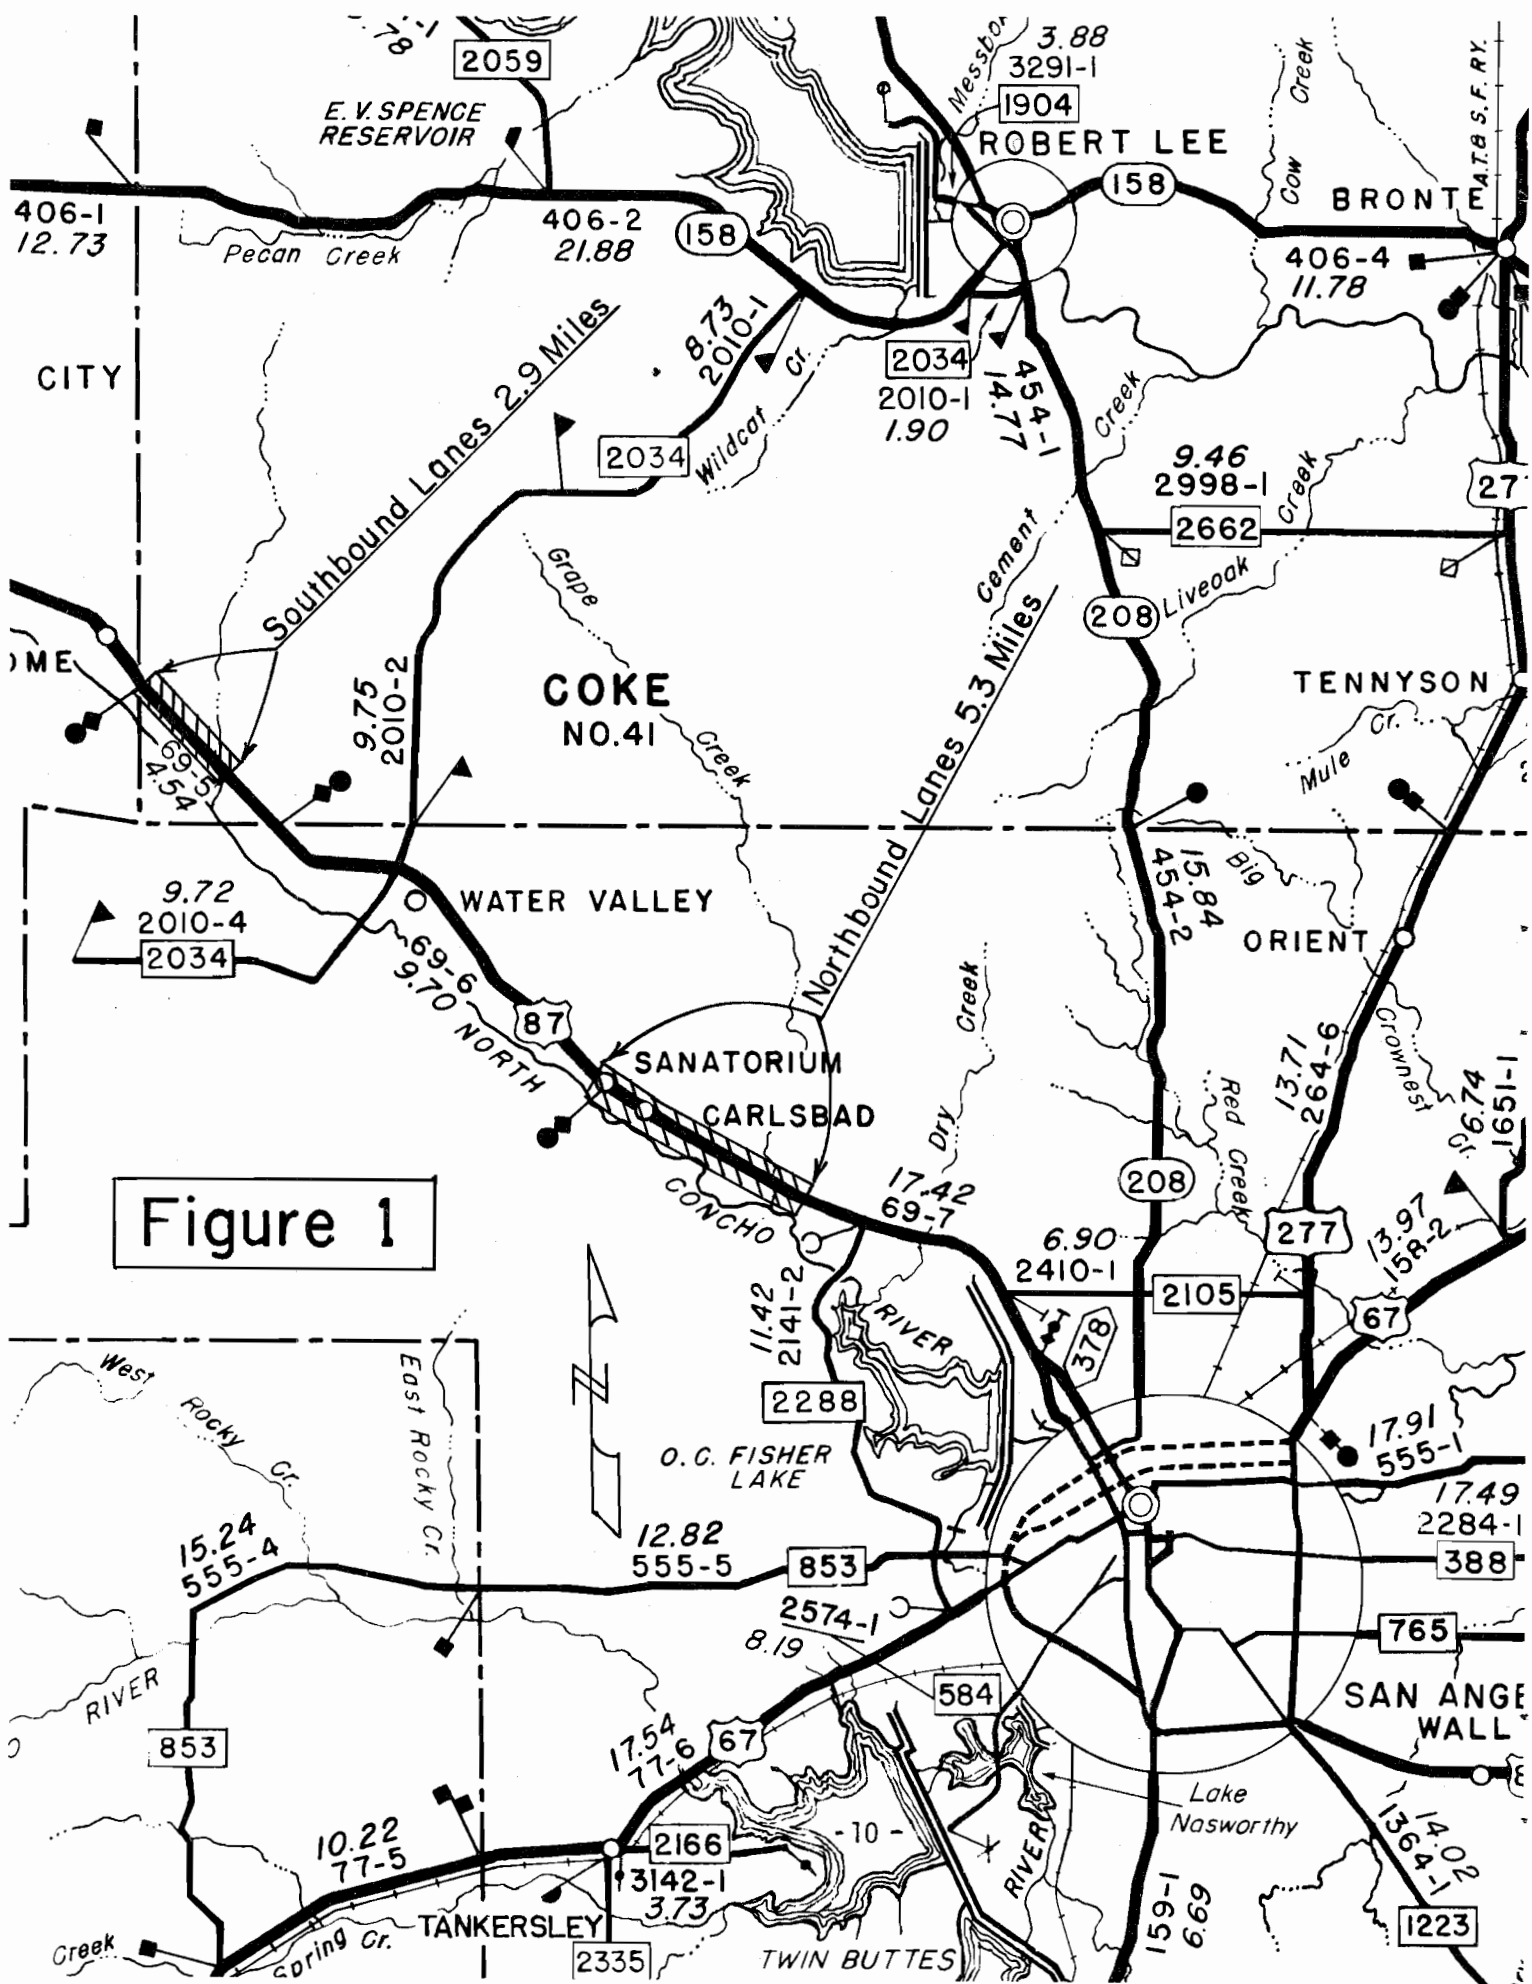 2059
3.88
3291-1
1904
E.V. SPENCE
RESERVOIR
ROBERT LEE
Cow Creek
A.T.& S.F. RY.
158
BRONTE
406-1
12.73
Pecan Creek
406-2
21.88
158
406-4
11.78
CITY
Southbound Lanes 2.9 Miles
8.73
2010-1
Wildcat Cr.
2034
2010-1
1.90
454-1
14.77
Creek
2034
9.46
2998-1
2662
Creek
27
Grape
Cement
Liveoak
208
OME
9.75
2010-2
COKE
NO.41
Creek
Northbound Lanes 5.3 Miles
TENNYSON
Mule Cr.
69-5
4.54
15.84
454-2
Big
9.72
2010-4
2034
WATER VALLEY
ORIENT
69-6
9.70
NORTH
87
Dry Creek
SANATORIUM
CARLSBAD
13.71
264-6
Crownest
Cr.
6.74
1651-1
Red Creek
Figure 1
CONCHO
17.42
69-7
208
277
13.97
158-2
6.90
2410-1
2105
67
11.42
2141-2
RIVER
378
West
Rocky
Cr.
East Rocky Cr.
2288
O.C. FISHER
LAKE
17.91
555-1
17.49
2284-1
388
15.24
555-4
12.82
555-5
853
2574-1
8.19
765
RIVER
584
SAN ANGE
WALL
853
17.54
77-6
67
Lake
Nasworthy
10.22
77-5
2166
-10-
3142-1
3.73
RIVER
159-1
6.69
14.02
1364-1
TANKERSLEY
Creek
Spring Cr.
2335
TWIN BUTTES
1223